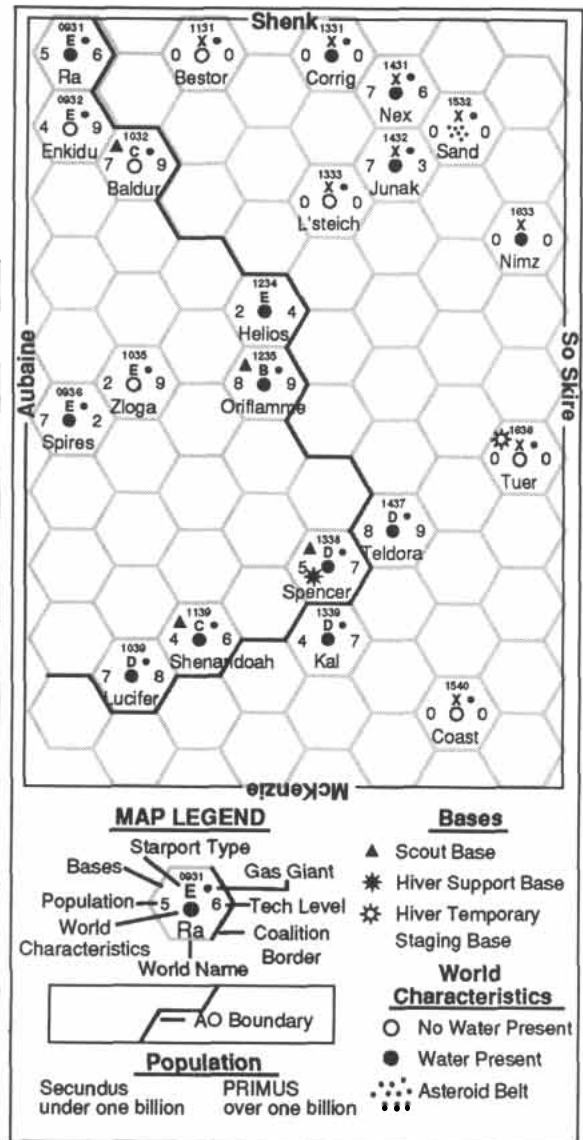 Shenk
0931
E
5 6
Ra
1131
X
0 0
Bestor
1331
X
0 0
Corrig
1431
X
7 6
Nex
1532
X
0 0
Sand
0932
E
4 9
Enkidu
1032
C
7 9
Baldur
1432
X
7 3
Junak
1333
X
0 0
L'steich
1633
X
0 0
Nimz
1234
E
2 4
Helios
Aubaine
So Skire
1035
E
2 9
Zloga
1235
B
8 9
Oriflamme
0936
E
7 2
Spires
1636
X
0 0
Tuer
1437
D
8 9
Teldora
1338
D
5 7
Spencer
1139
C
4 6
Shenandoah
1339
D
4 7
Kal
1039
D
7 8
Lucifer
1540
X
0 0
Coast
McKenzie
MAP LEGEND
Starport Type
Bases
0931
E
Gas Giant
Population
5 6
Tech Level
World
Characteristics
Ra
Coalition
Border
World Name
AO Boundary
Population
Secundus
under one billion
PRIMUS
over one billion
Bases
Scout Base
Hiver Support Base
Hiver Temporary
Staging Base
World
Characteristics
No Water Present
Water Present
Asteroid Belt